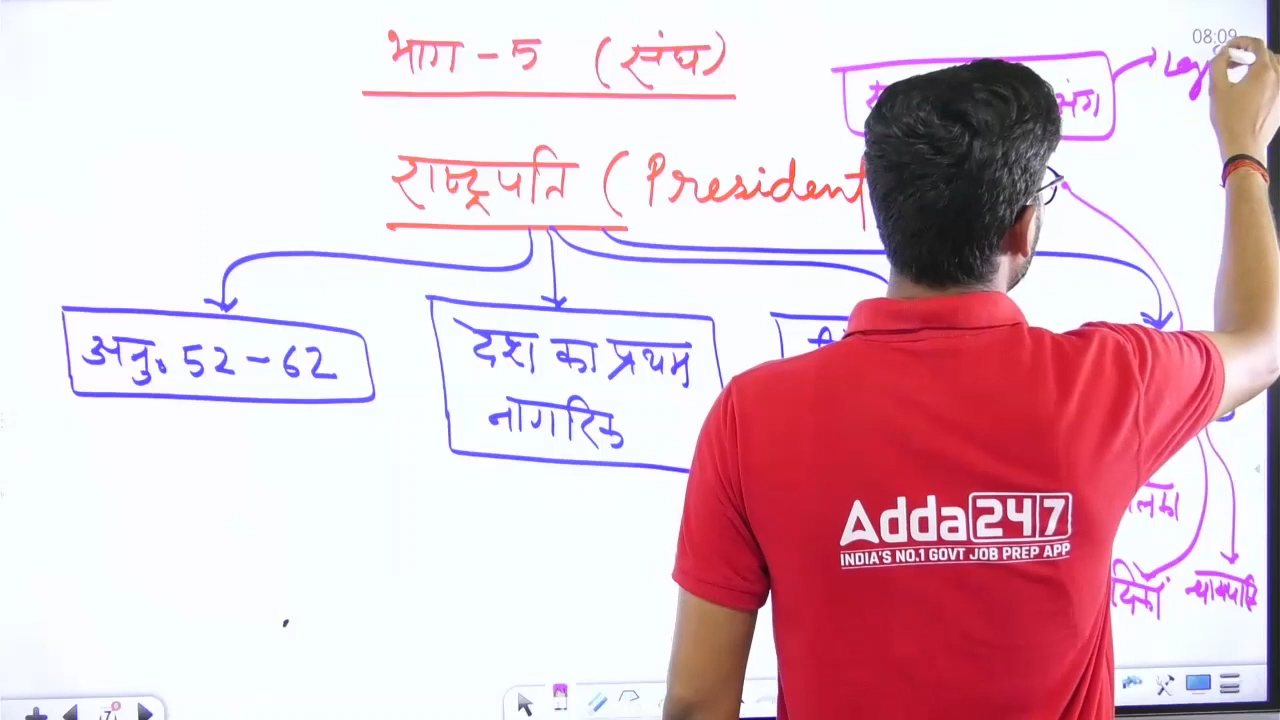 08:09
भाग - 5 (संघ)
अंग
राष्ट्रपति (President
अनु. 52-62
देश का प्रथम
नागरिक
Adda247
INDIA'S NO.1 GOVT JOB PREP APP